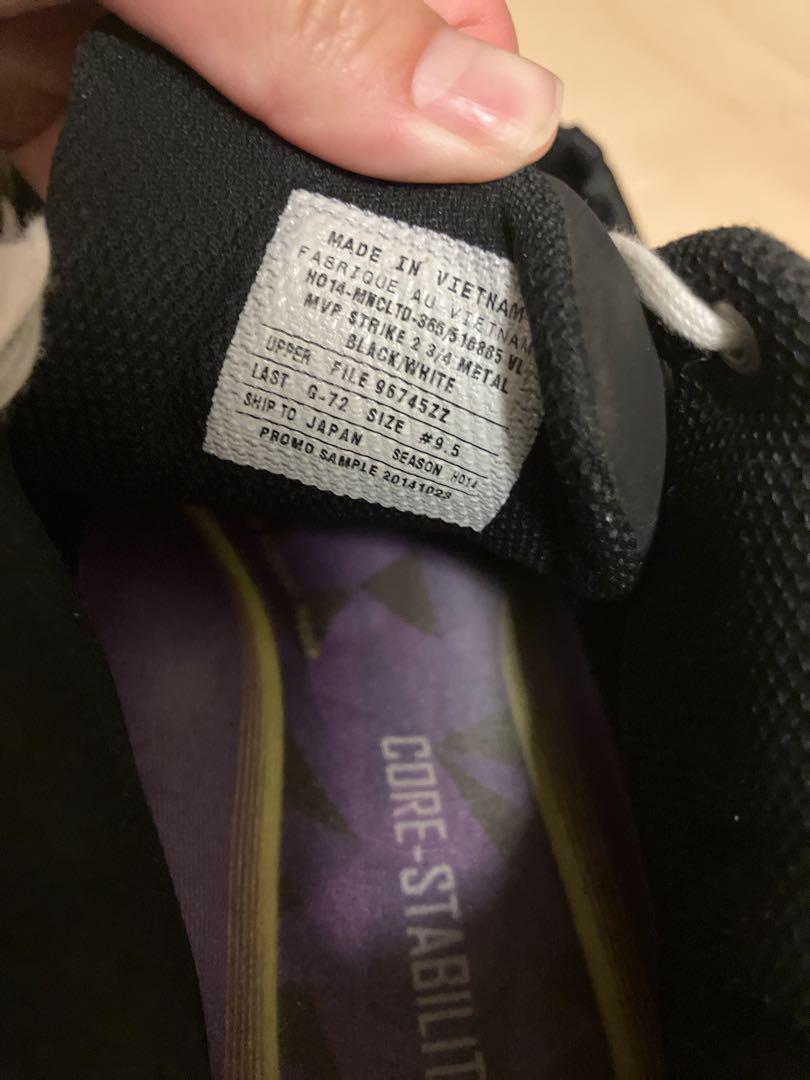 MADE IN VIETNAM
FABRIQUE AU VIETNAM
HO14-MNCLTD-365/516885 VL
MVP STRIKE 2 3/4 METAL
BLACK/WHITE
UPPER FILE 96745ZZ
LAST G-72 SIZE #9.5
SHIP TO JAPAN SEASON HO14
PROMO SAMPLE 20141023
CORE-STABILIT